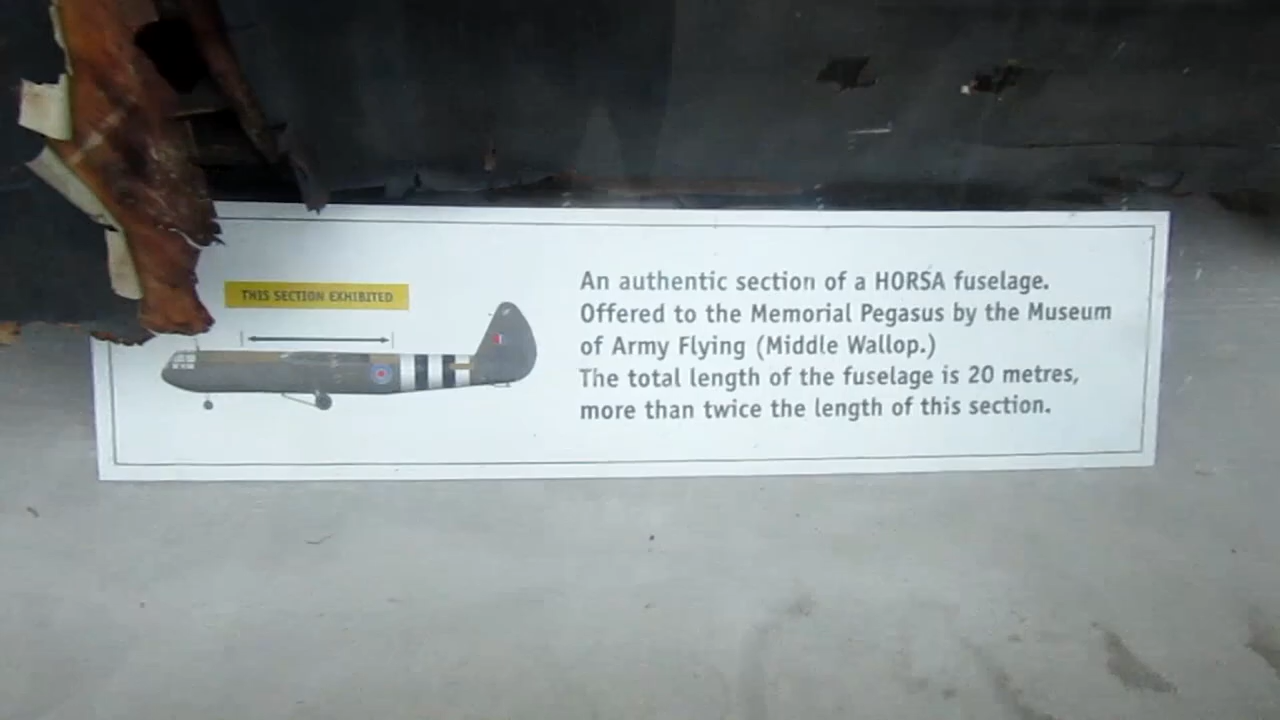 THIS SECTION EXHIBITED
An authentic section of a HORSA fuselage.
Offered to the Memorial Pegasus by the Museum
of Army Flying (Middle Wallop.)
The total length of the fuselage is 20 metres,
more than twice the length of this section.